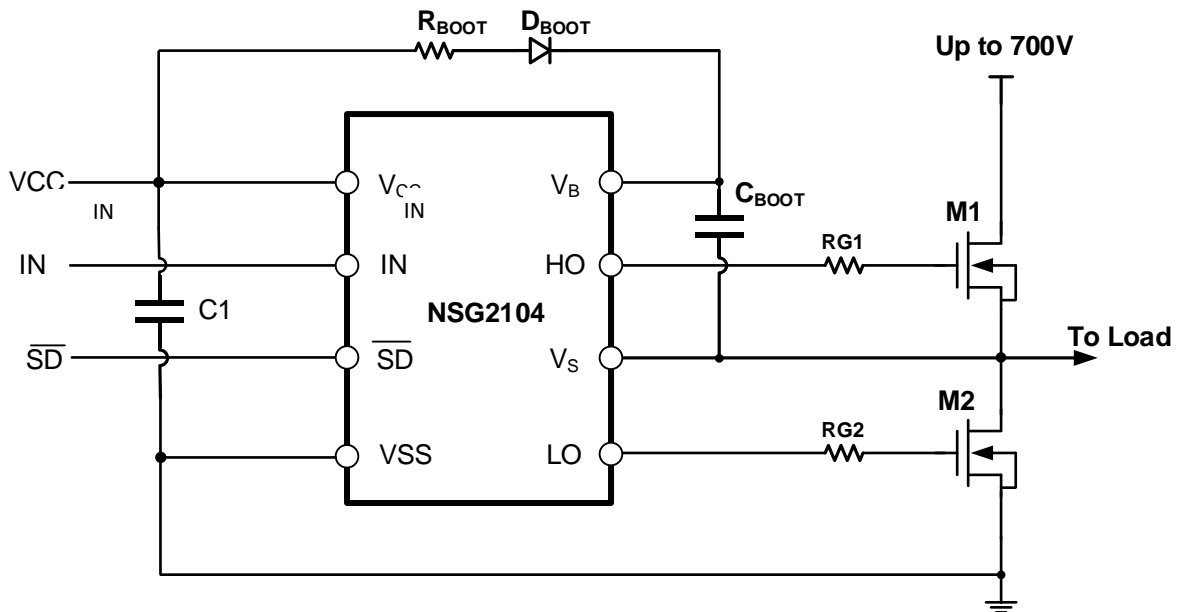 RBOOT DBOOT
Up to 700V
VCC
IN
VB
IN
CBOOT
M1
IN
IN
HO
RG1
C1
NSG2104
SD
SD
VS
To Load
M2
VSS
LO
RG2